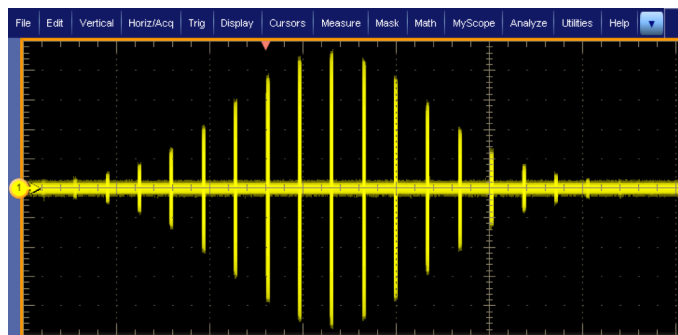 File Edit Vertical Horiz/Acq Trig Display Cursors Measure Mask Math MyScope Analyze Utilities Help
1